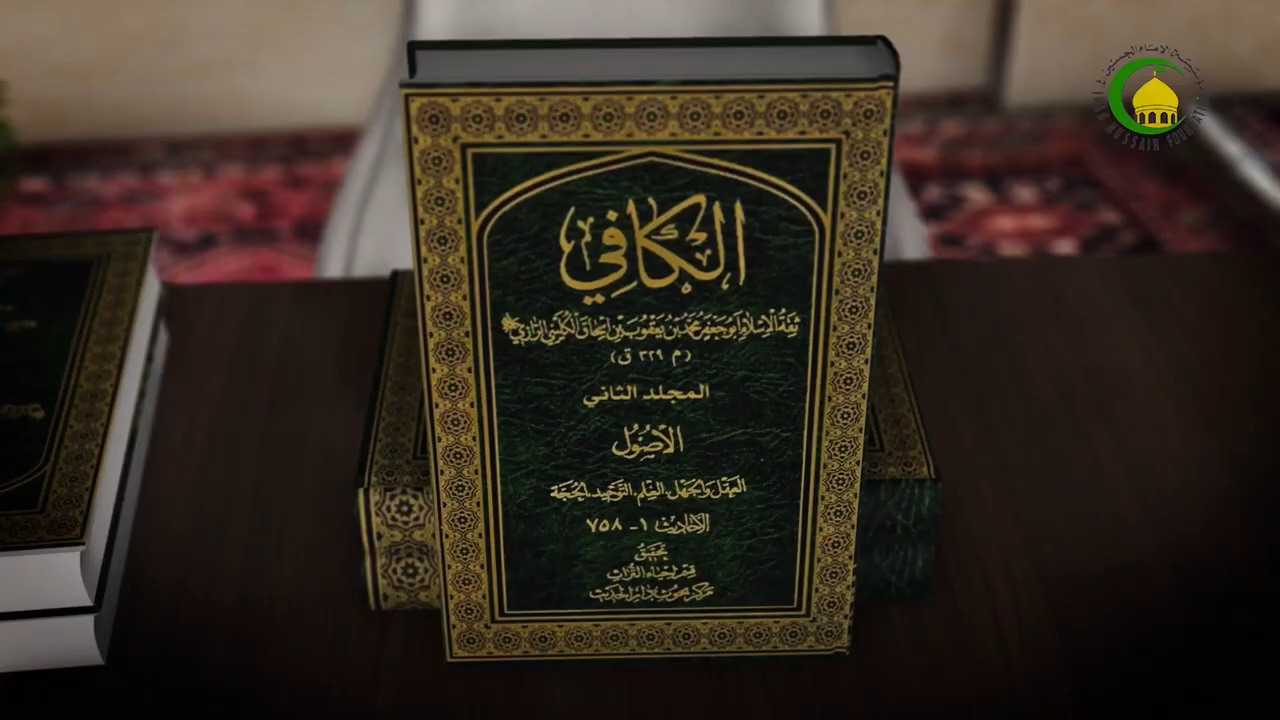 الكافي
ثقة الإسلام أبو جعفر محمد بن يعقوب بن إسحاق الكليني الرازي
(م ٣٢٩ ق)
المجلد الثاني
الأصول
العقل والجهل، العلم، التوحيد، الحجة
الأحاديث ١ - ٧٥٨
تحقيق
قسم إحياء التراث
مركز بحوث دار الحديث